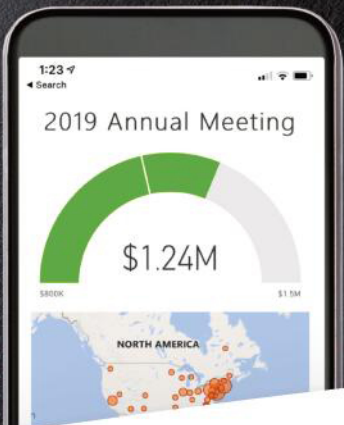 1:23
◀ Search
2019 Annual Meeting
$1.24M
$800K
$1.5M
NORTH AMERICA